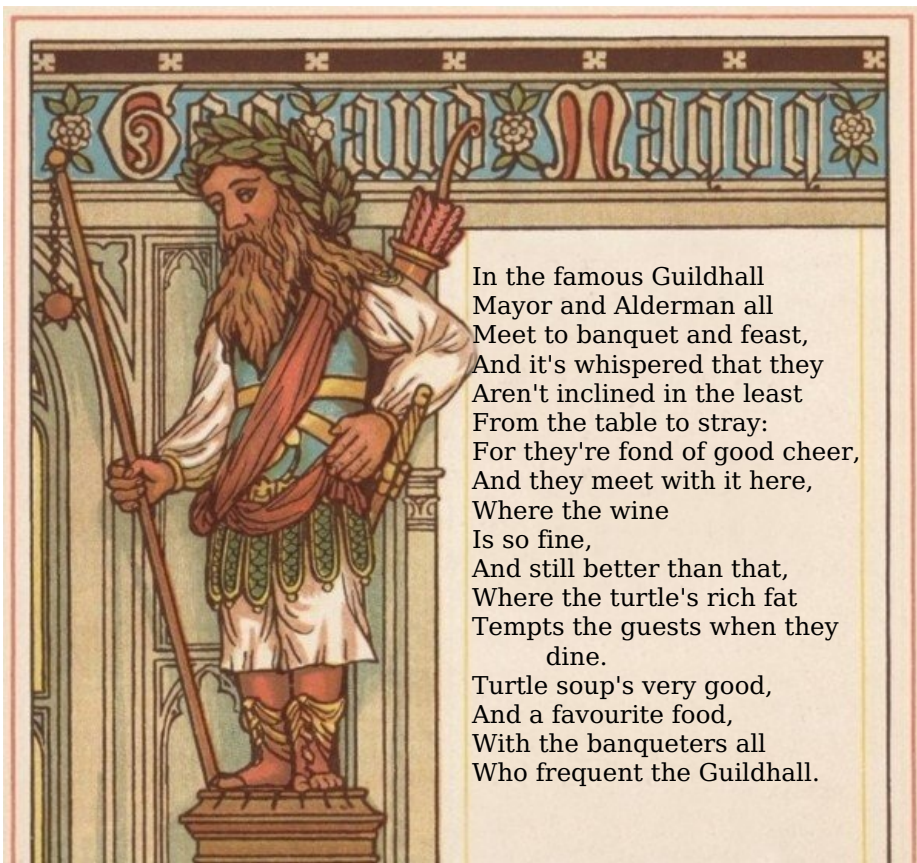 Gog and Magog
In the famous Guildhall
Mayor and Alderman all
Meet to banquet and feast,
And it's whispered that they
Aren't inclined in the least
From the table to stray:
For they're fond of good cheer,
And they meet with it here,
Where the wine
Is so fine,
And still better than that,
Where the turtle's rich fat
Tempts the guests when they
dine.
Turtle soup's very good,
And a favourite food,
With the banqueters all
Who frequent the Guildhall.